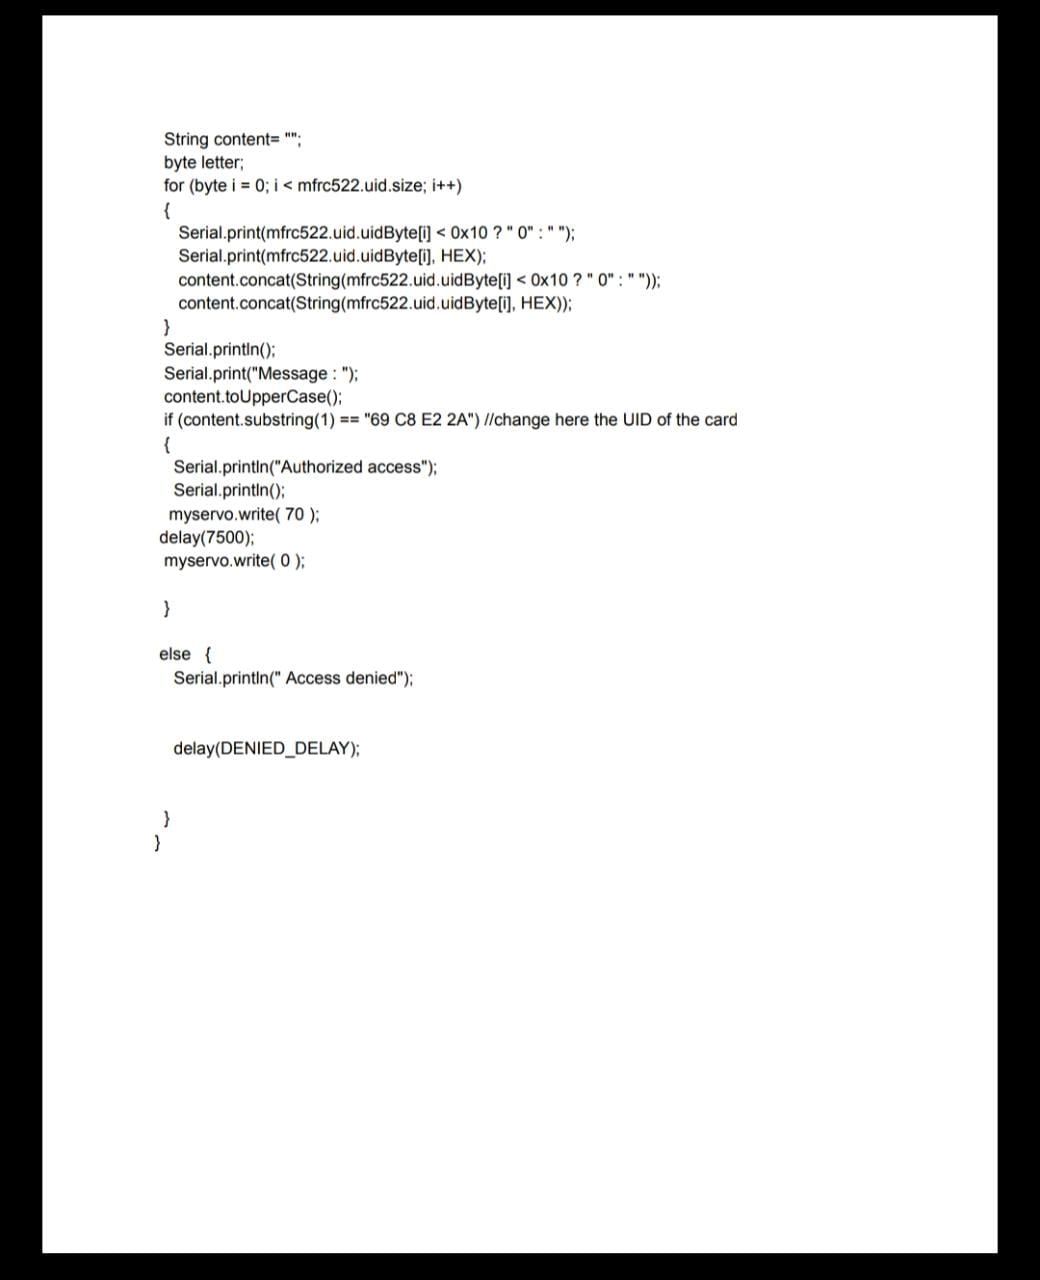 String content= "";
byte letter;
for (byte i = 0; i < mfrc522.uid.size; i++)
{
Serial.print(mfrc522.uid.uidByte[i] < 0x10 ? " 0" : " ");
Serial.print(mfrc522.uid.uidByte[i], HEX);
content.concat(String(mfrc522.uid.uidByte[i] < 0x10 ? " 0" : " "));
content.concat(String(mfrc522.uid.uidByte[i], HEX));
}
Serial.println();
Serial.print("Message : ");
content.toUpperCase();
if (content.substring(1) == "69 C8 E2 2A") //change here the UID of the card
{
Serial.println("Authorized access");
Serial.println();
myservo.write( 70 );
delay(7500);
myservo.write( 0 );
}
else {
Serial.println(" Access denied");
delay(DENIED_DELAY);
}
}